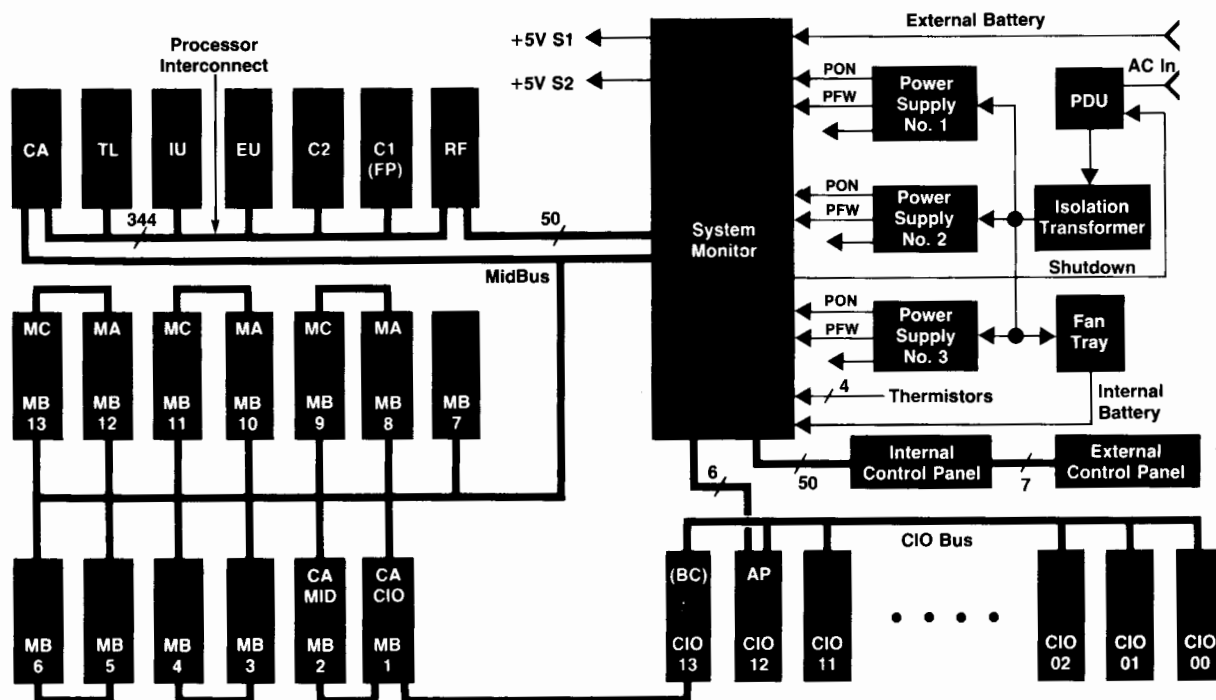 Processor
Interconnect
CA
TL
IU
EU
C2
C1
(FP)
RF
344
50
MidBus
+5V S1
+5V S2
System
Monitor
External Battery
AC In
PON
PFW
Power
Supply
No. 1
PDU
PON
PFW
Power
Supply
No. 2
Isolation
Transformer
Shutdown
PON
PFW
Power
Supply
No. 3
Fan
Tray
4
Thermistors
Internal
Battery
6
50
Internal
Control Panel
7
External
Control Panel
MC
MB
13
MA
MB
12
MC
MB
11
MA
MB
10
MC
MB
9
MA
MB
8
MB
7
MB
6
MB
5
MB
4
MB
3
CA
MID
MB
2
CA
CIO
MB
1
CIO Bus
(BC)
CIO
13
AP
CIO
12
CIO
11
CIO
02
CIO
01
CIO
00